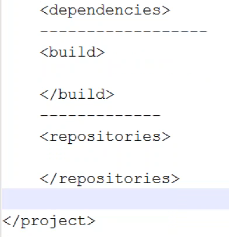 <dependencies>
------------------
<build>
</build>
-------------
<repositories>
</repositories>
</project>